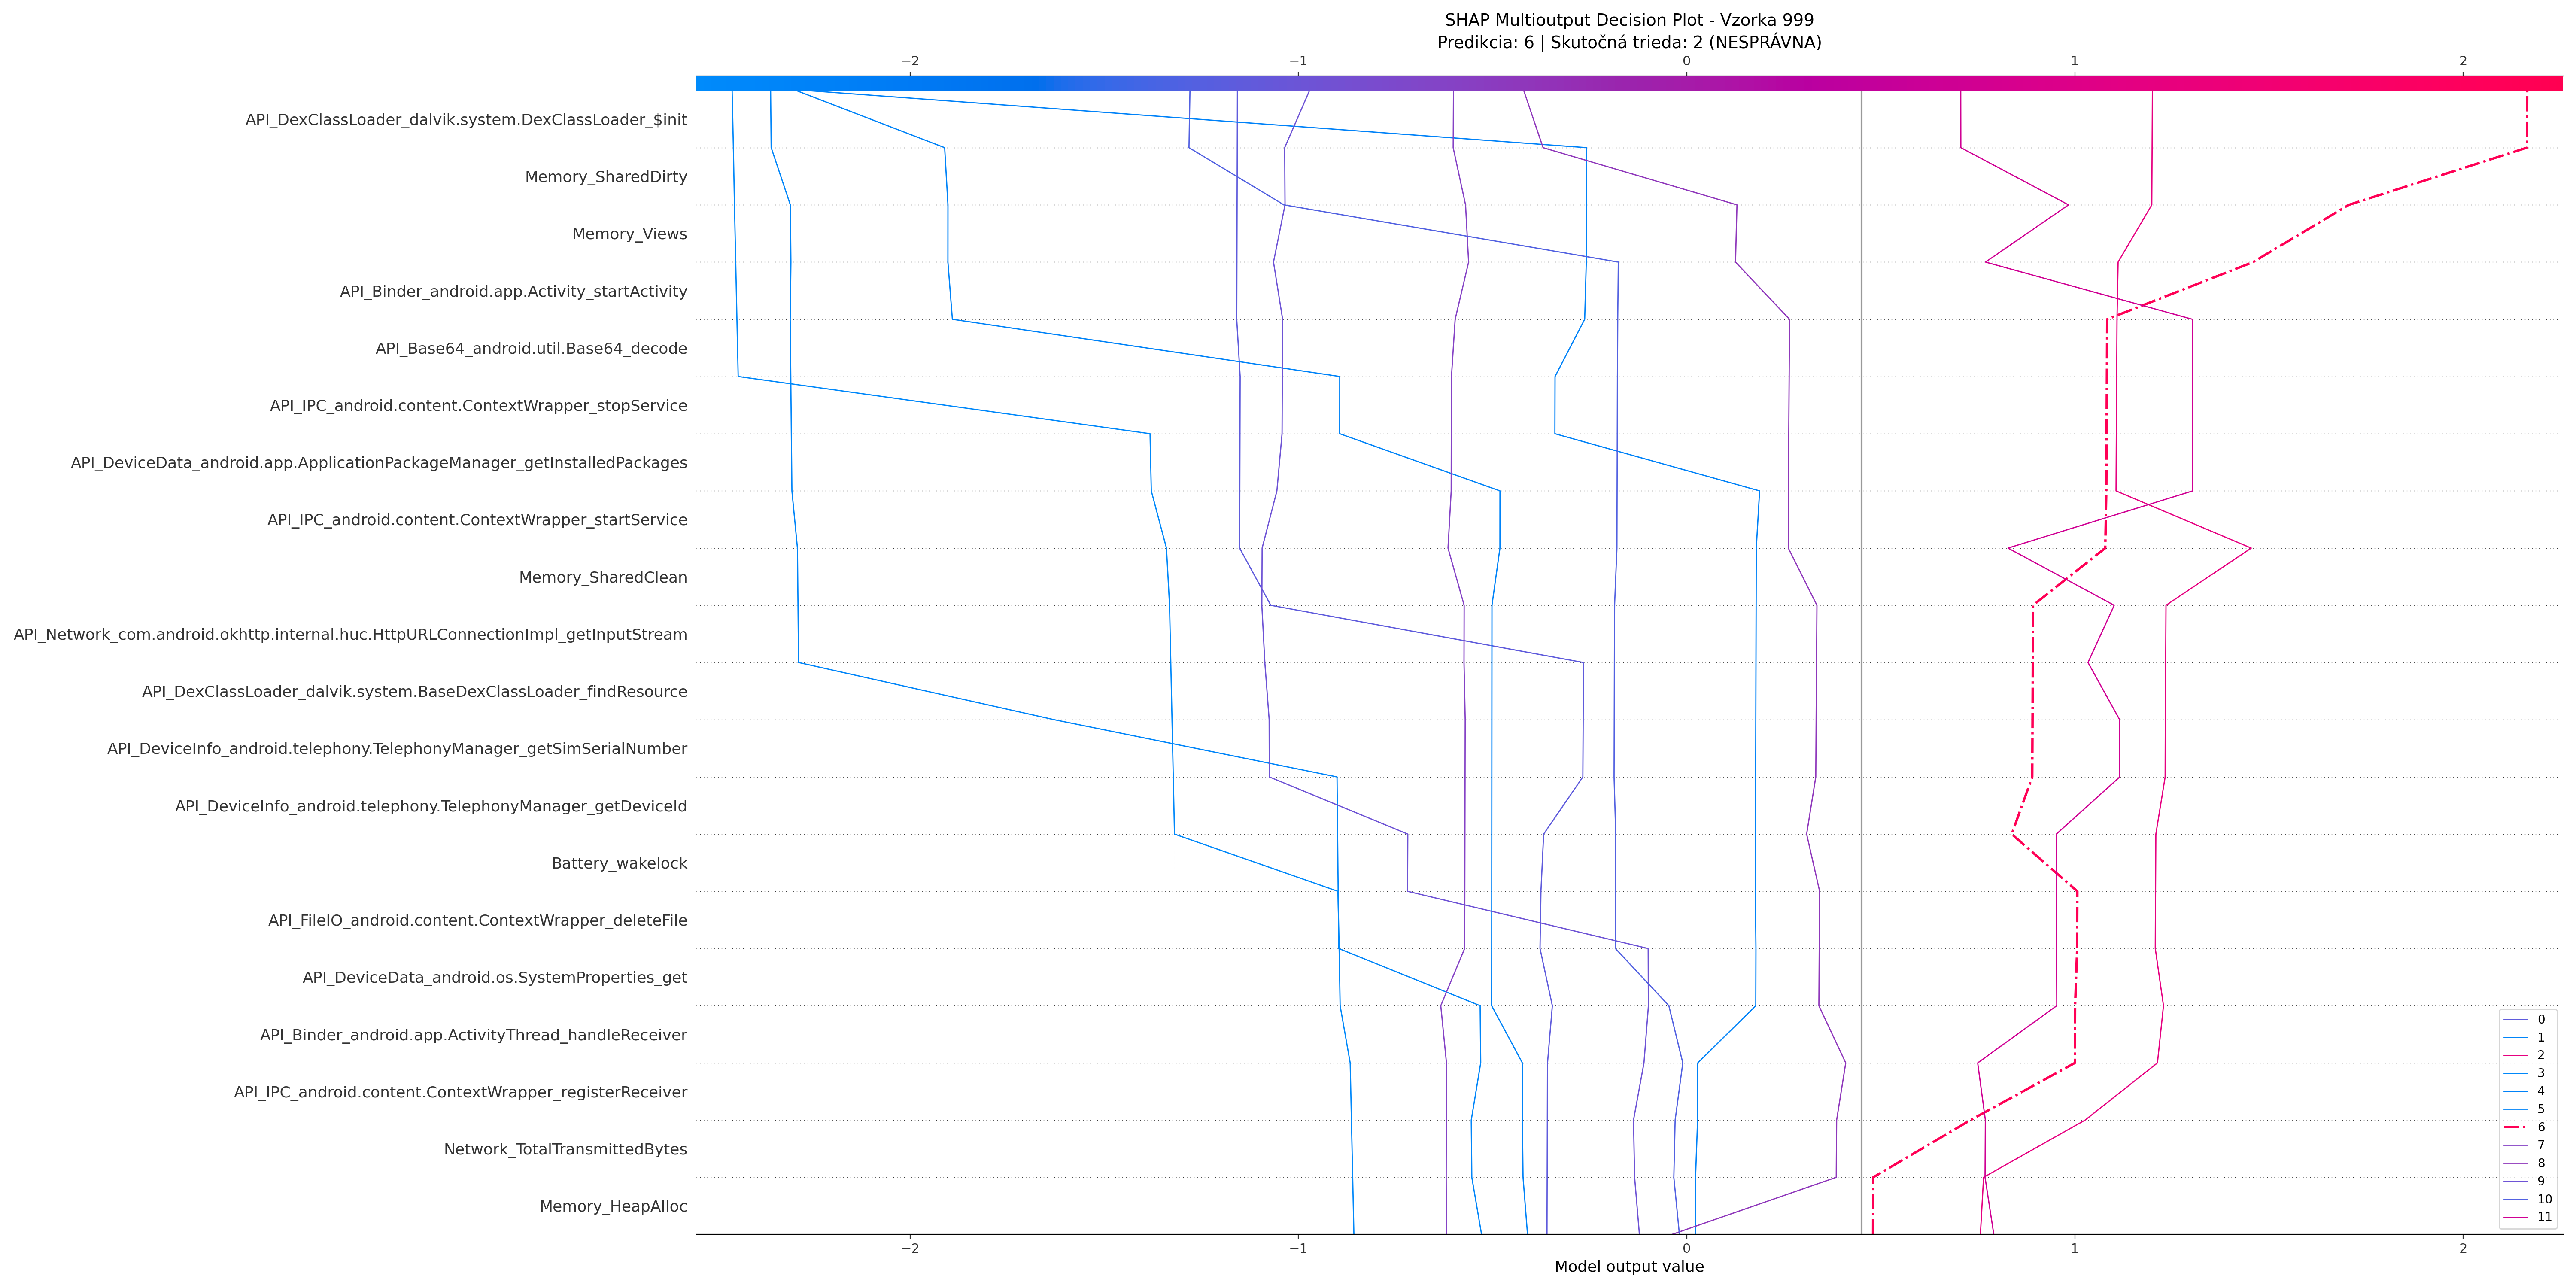 SHAP Multioutput Decision Plot - Vzorka 999
Predikcia: 6 | Skutočná trieda: 2 (NESPRÁVNA)
−2 −1 0 1 2
API_DexClassLoader_dalvik.system.DexClassLoader_$init
Memory_SharedDirty
Memory_Views
API_Binder_android.app.Activity_startActivity
API_Base64_android.util.Base64_decode
API_IPC_android.content.ContextWrapper_stopService
API_DeviceData_android.app.ApplicationPackageManager_getInstalledPackages
API_IPC_android.content.ContextWrapper_startService
Memory_SharedClean
API_Network_com.android.okhttp.internal.huc.HttpURLConnectionImpl_getInputStream
API_DexClassLoader_dalvik.system.BaseDexClassLoader_findResource
API_DeviceInfo_android.telephony.TelephonyManager_getSimSerialNumber
API_DeviceInfo_android.telephony.TelephonyManager_getDeviceId
Battery_wakelock
API_FileIO_android.content.ContextWrapper_deleteFile
API_DeviceData_android.os.SystemProperties_get
API_Binder_android.app.ActivityThread_handleReceiver
API_IPC_android.content.ContextWrapper_registerReceiver
Network_TotalTransmittedBytes
Memory_HeapAlloc
0
1
2
3
4
5
6
7
8
9
10
11
−2 −1 0 1 2
Model output value